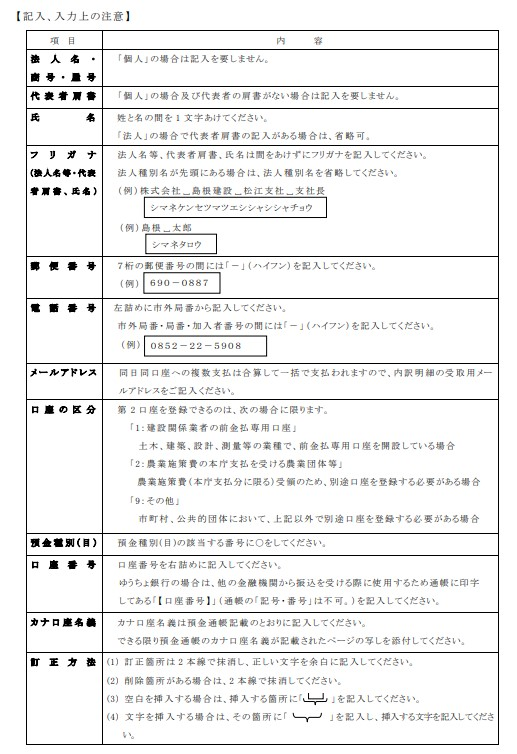 【記入、入力上の注意】
項目 内容
法人名・
商号・屋号
「個人」の場合は記入を要しません。
代表者肩書 「個人」の場合及び代表者の肩書がない場合は記入を要しません。
氏名 姓と名の間を1文字あけてください。
「法人」の場合で代表者肩書の記入がある場合は、省略可。
フリガナ
(法人名等・代表
者肩書、氏名)
法人名等、代表者肩書、氏名は間をあけずにフリガナを記入してください。
法人種別名が先頭にある場合は、法人種別名を省略してください。
(例)株式会社_島根建設_松江支社_支社長
シマネケンセツマツエシシャシシャチョウ
(例)島根_太郎
シマネタロウ
郵便番号 7桁の郵便番号の間には「-」(ハイフン)を記入してください。
(例) 690-0887
電話番号 左詰めに市外局番から記入してください。
市外局番・局番・加入者番号の間には「-」(ハイフン)を記入してください。
(例) 0852-22-5908
メールアドレス 同日同口座への複数支払は合算して一括で支払われますので、内訳明細の受取用メー
ルアドレスをご記入ください。
口座の区分 第2口座を登録できるのは、次の場合に限ります。
「1:建設関係業者の前金払専用口座」
土木、建築、設計、測量等の業種で、前金払専用口座を開設している場合
「2:農業施策費の本庁支払を受ける農業団体等」
農業施策費(本庁支払分に限る)受領のため、別途口座を登録する必要がある場合
「9:その他」
市町村、公共的団体において、上記以外で別途口座を登録する必要がある場合
預金種別(目) 預金種別(目)の該当する番号に○をしてください。
口座番号 口座番号を右詰めに記入してください。
ゆうちょ銀行の場合は、他の金融機関から振込を受ける際に使用するため通帳に印字
してある「【口座番号】」(通帳の「記号・番号」は不可。)を記入してください。
カナ口座名義 カナ口座名義は預金通帳記載のとおりに記入してください。
できる限り預金通帳のカナ口座名義が記載されたページの写しを添付してください。
訂正方法 (1) 訂正箇所は2本線で抹消し、正しい文字を余白に記入してください。
(2) 削除箇所がある場合は、2本線で抹消してください。
(3) 空白を挿入する場合は、挿入する箇所に「 」を記入してください。
(4) 文字を挿入する場合は、その箇所に「 」を記入し、挿入する文字を記入してくださ
い。